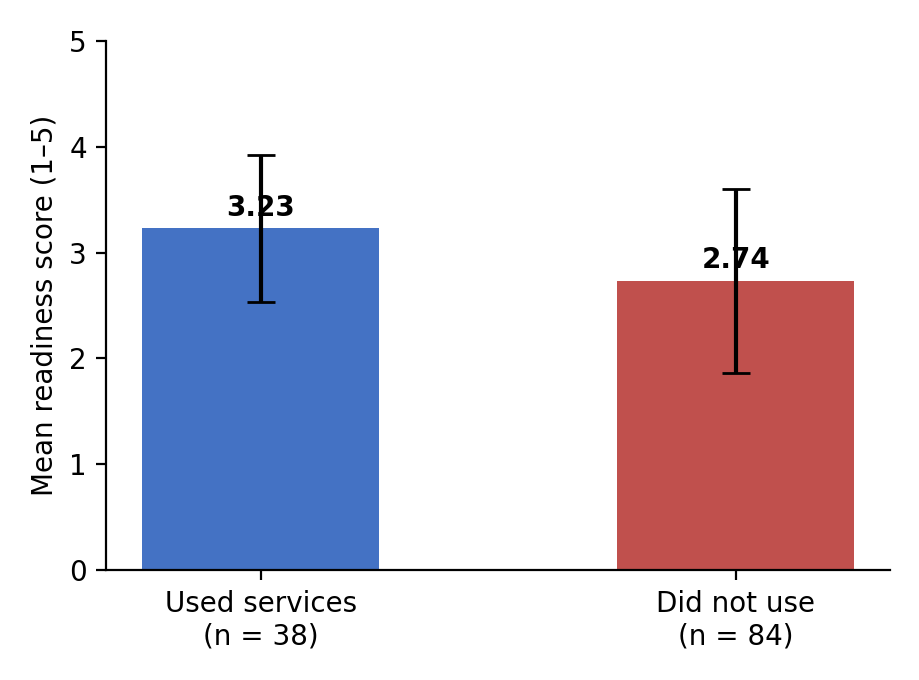 Mean readiness score (1–5)
5
4
3
2
1
0
3.23
2.74
Used services
(n = 38)
Did not use
(n = 84)